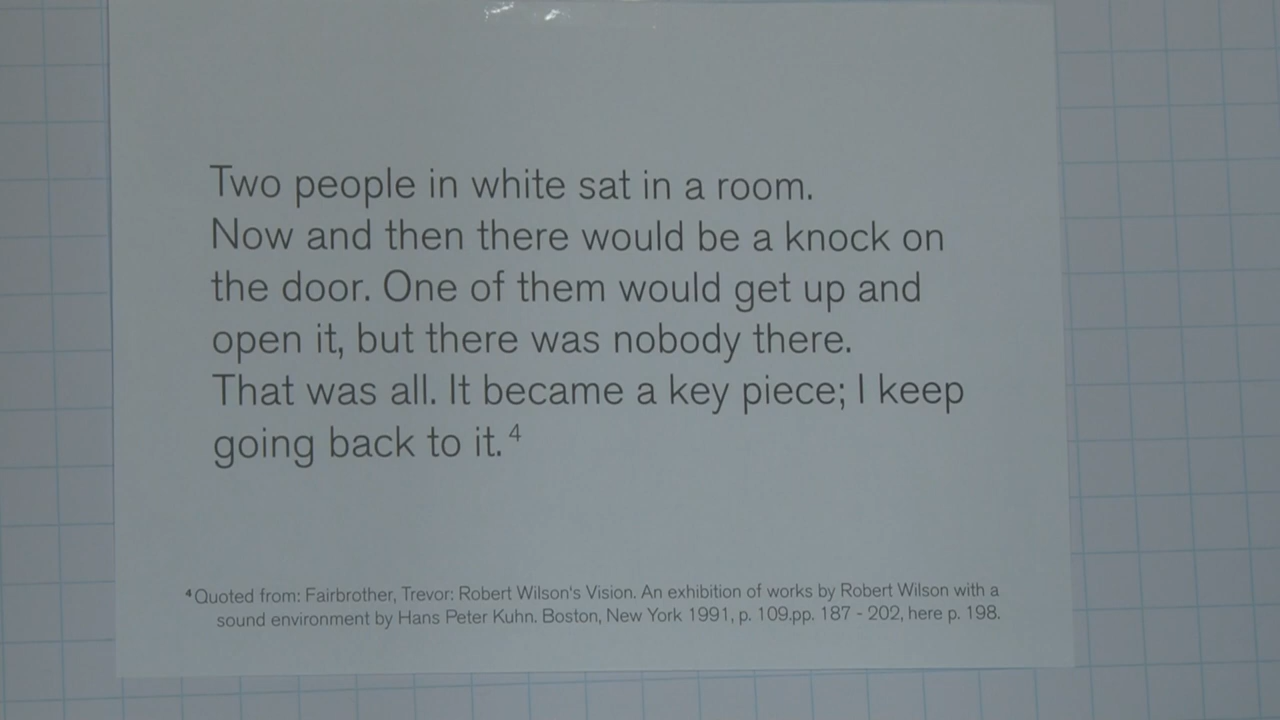 Two people in white sat in a room.
Now and then there would be a knock on
the door. One of them would get up and
open it, but there was nobody there.
That was all. It became a key piece; I keep
going back to it. 4
4 Quoted from: Fairbrother, Trevor: Robert Wilson's Vision. An exhibition of works by Robert Wilson with a
sound environment by Hans Peter Kuhn. Boston, New York 1991, p. 109.pp. 187 - 202, here p. 198.